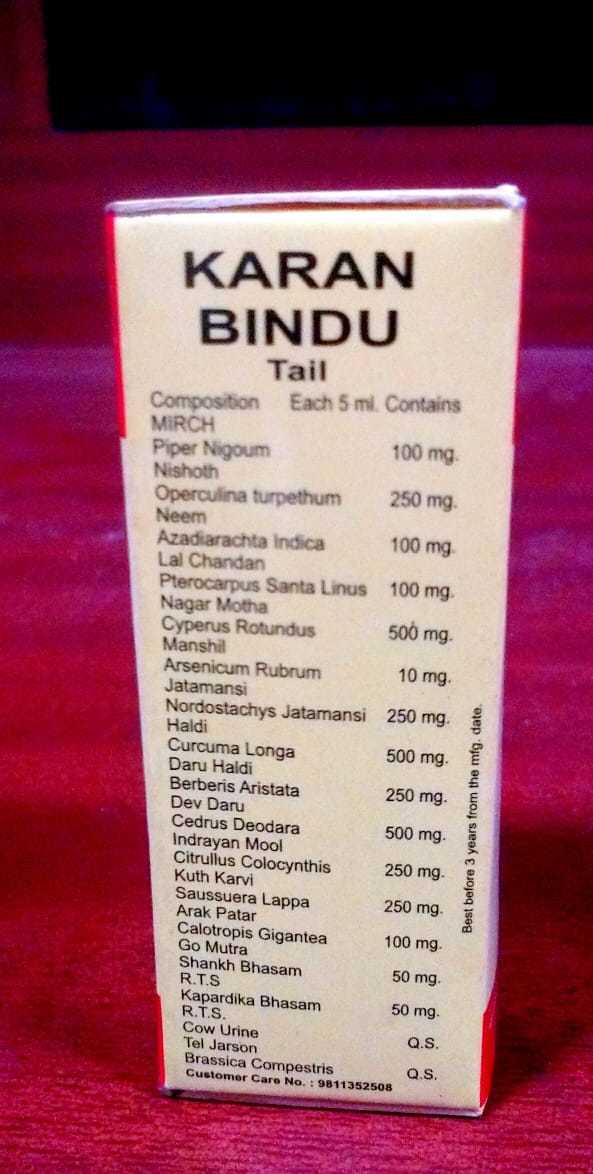 KARAN
BINDU
Tail
Composition Each 5 ml. Contains
MIRCH
Piper Nigoum 100 mg.
Nishoth
Operculina turpethum 250 mg.
Neem
Azadiarachta Indica 100 mg.
Lal Chandan
Pterocarpus Santa Linus 100 mg.
Nagar Motha
Cyperus Rotundus 500 mg.
Manshil
Arsenicum Rubrum 10 mg.
Jatamansi
Nordostachys Jatamansi 250 mg.
Haldi
Curcuma Longa 500 mg.
Daru Haldi
Berberis Aristata 250 mg.
Dev Daru
Cedrus Deodara 500 mg.
Indrayan Mool
Citrullus Colocynthis 250 mg.
Kuth Karvi
Saussuera Lappa 250 mg.
Arak Patar
Calotropis Gigantea 100 mg.
Go Mutra
Shankh Bhasam 50 mg.
R.T.S
Kapardika Bhasam 50 mg.
R.T.S.
Cow Urine Q.S.
Tel Jarson
Brassica Compestris Q.S.
Customer Care No. : 9811352508
Best before 3 years from the mfg. date.